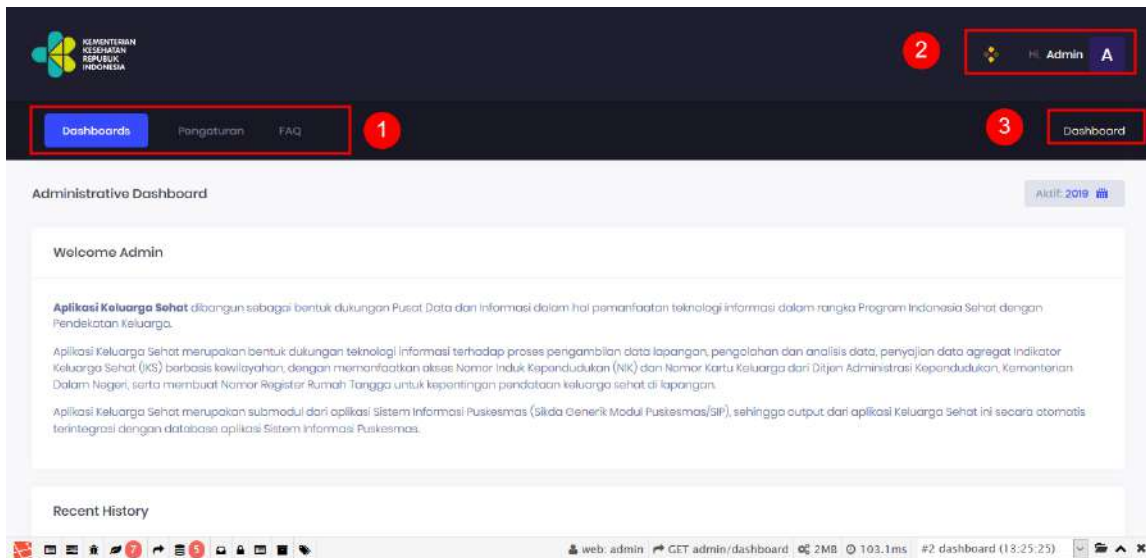 KEMENTERIAN
KESEHATAN
REPUBLIK
INDONESIA
2
Hi, Admin A
Dashboards Pengaturan FAQ
1
3
Dashboard
Administrative Dashboard
Aktif: 2019
Welcome Admin
Aplikasi Keluarga Sehat dibangun sebagai bentuk dukungan Pusat Data dan Informasi dalam hal pemanfaatan teknologi informasi dalam rangka Program Indonesia Sehat dengan
Pendekatan Keluarga.
Aplikasi Keluarga Sehat merupakan bentuk dukungan teknologi informasi terhadap proses pengambilan data lapangan, pengolahan dan analisis data, penyajian data agregat Indikator
Keluarga Sehat (IKS) berbasis kewilayahan, dengan memanfaatkan akses Nomor Induk Kependudukan (NIK) dan Nomor Kartu Keluarga dari Ditjen Administrasi Kependudukan, Kementerian
Dalam Negeri, serta membuat Nomor Register Rumah Tangga untuk kepentingan pendataan keluarga sehat di lapangan.
Aplikasi Keluarga Sehat merupakan submodul dari aplikasi Sistem Informasi Puskesmas (Sikda Generik Modul Puskesmas/SIP), sehingga output dari aplikasi Keluarga Sehat ini secara otomatis
terintegrasi dengan database aplikasi Sistem Informasi Puskesmas.
Recent History
7 5 web: admin GET admin/dashboard 2MB 103.1ms #2 dashboard (13:25:25)